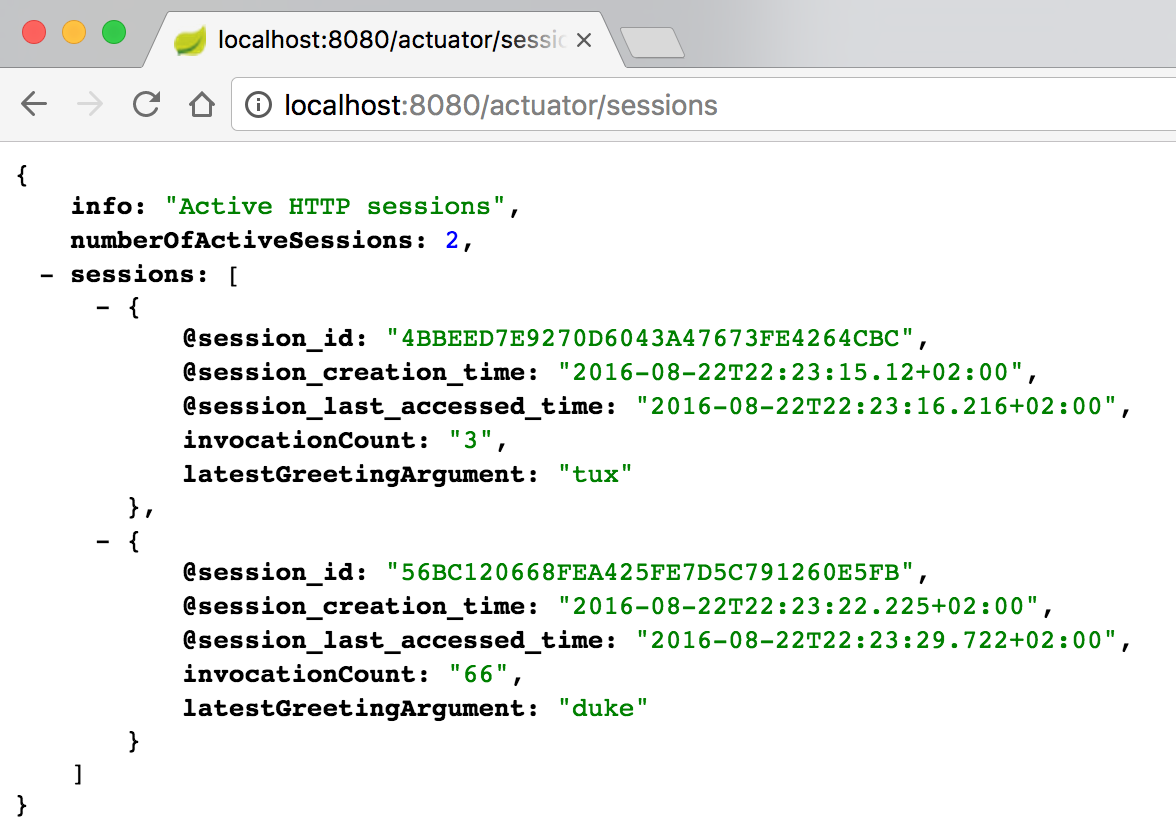 localhost:8080/actuator/sessio
localhost:8080/actuator/sessions
{
info: "Active HTTP sessions",
numberOfActiveSessions: 2,
- sessions: [
- {
@session_id: "4BBEED7E9270D6043A47673FE4264CBC",
@session_creation_time: "2016-08-22T22:23:15.12+02:00",
@session_last_accessed_time: "2016-08-22T22:23:16.216+02:00",
invocationCount: "3",
latestGreetingArgument: "tux"
},
- {
@session_id: "56BC120668FEA425FE7D5C791260E5FB",
@session_creation_time: "2016-08-22T22:23:22.225+02:00",
@session_last_accessed_time: "2016-08-22T22:23:29.722+02:00",
invocationCount: "66",
latestGreetingArgument: "duke"
}
]
}